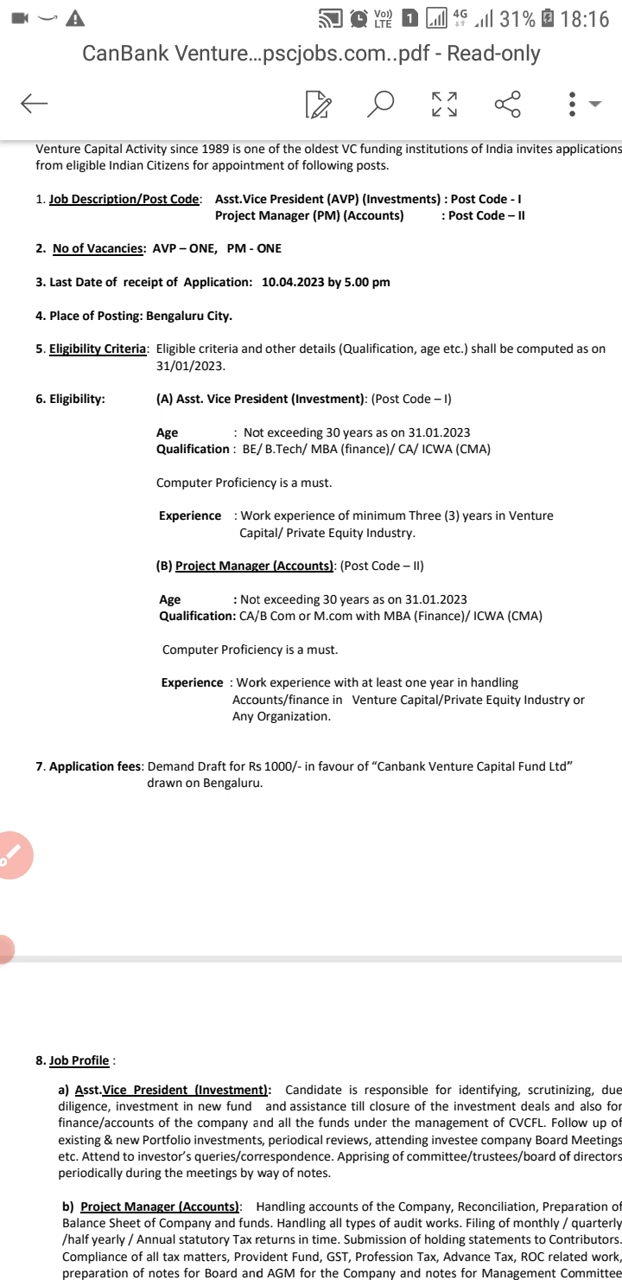 Vo)) LTE 1 4G 31% 18:16
CanBank Venture...pscjobs.com..pdf - Read-only
Venture Capital Activity since 1989 is one of the oldest VC funding institutions of India invites applications
from eligible Indian Citizens for appointment of following posts.
1. Job Description/Post Code: Asst.Vice President (AVP) (Investments) : Post Code - I
Project Manager (PM) (Accounts) : Post Code – II
2. No of Vacancies: AVP – ONE, PM - ONE
3. Last Date of receipt of Application: 10.04.2023 by 5.00 pm
4. Place of Posting: Bengaluru City.
5. Eligibility Criteria: Eligible criteria and other details (Qualification, age etc.) shall be computed as on
31/01/2023.
6. Eligibility: (A) Asst. Vice President (Investment): (Post Code – I)
Age : Not exceeding 30 years as on 31.01.2023
Qualification : BE/ B.Tech/ MBA (finance)/ CA/ ICWA (CMA)
Computer Proficiency is a must.
Experience : Work experience of minimum Three (3) years in Venture
Capital/ Private Equity Industry.
(B) Project Manager (Accounts): (Post Code – II)
Age : Not exceeding 30 years as on 31.01.2023
Qualification: CA/B Com or M.com with MBA (Finance)/ ICWA (CMA)
Computer Proficiency is a must.
Experience : Work experience with at least one year in handling
Accounts/finance in Venture Capital/Private Equity Industry or
Any Organization.
7. Application fees: Demand Draft for Rs 1000/- in favour of “Canbank Venture Capital Fund Ltd”
drawn on Bengaluru.
8. Job Profile :
a) Asst.Vice President (Investment): Candidate is responsible for identifying, scrutinizing, due
diligence, investment in new fund and assistance till closure of the investment deals and also for
finance/accounts of the company and all the funds under the management of CVCFL. Follow up of
existing & new Portfolio investments, periodical reviews, attending investee company Board Meetings
etc. Attend to investor’s queries/correspondence. Apprising of committee/trustees/board of directors
periodically during the meetings by way of notes.
b) Project Manager (Accounts): Handling accounts of the Company, Reconciliation, Preparation of
Balance Sheet of Company and funds. Handling all types of audit works. Filing of monthly / quarterly
/half yearly / Annual statutory Tax returns in time. Submission of holding statements to Contributors.
Compliance of all tax matters, Provident Fund, GST, Profession Tax, Advance Tax, ROC related work,
preparation of notes for Board and AGM for the Company and notes for Management Committee